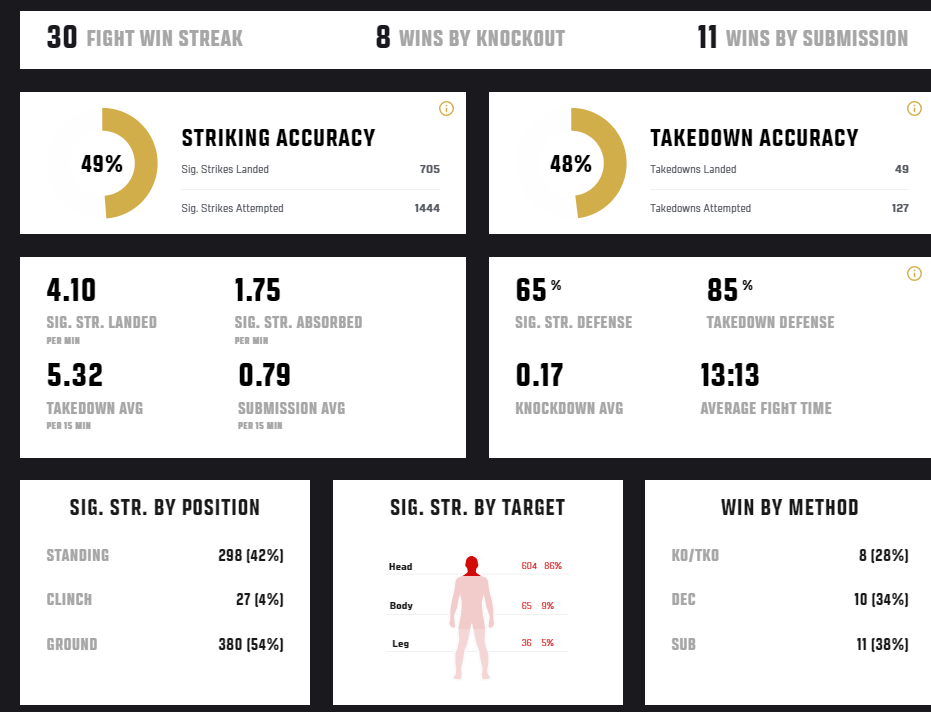 30 FIGHT WIN STREAK 8 WINS BY KNOCKOUT 11 WINS BY SUBMISSION
49%
STRIKING ACCURACY
Sig. Strikes Landed 705
Sig. Strikes Attempted 1444
48%
TAKEDOWN ACCURACY
Takedowns Landed 49
Takedowns Attempted 127
4.10 1.75
SIG. STR. LANDED SIG. STR. ABSORBED
PER MIN PER MIN
5.32 0.79
TAKEDOWN AVG SUBMISSION AVG
PER 15 MIN PER 15 MIN
65 % 85 %
SIG. STR. DEFENSE TAKEDOWN DEFENSE
0.17 13:13
KNOCKDOWN AVG AVERAGE FIGHT TIME
SIG. STR. BY POSITION
STANDING 298 (42%)
CLINCH 27 (4%)
GROUND 380 (54%)
SIG. STR. BY TARGET
Head 604 86%
Body 65 9%
Leg 36 5%
WIN BY METHOD
KO/TKO 8 (28%)
DEC 10 (34%)
SUB 11 (38%)